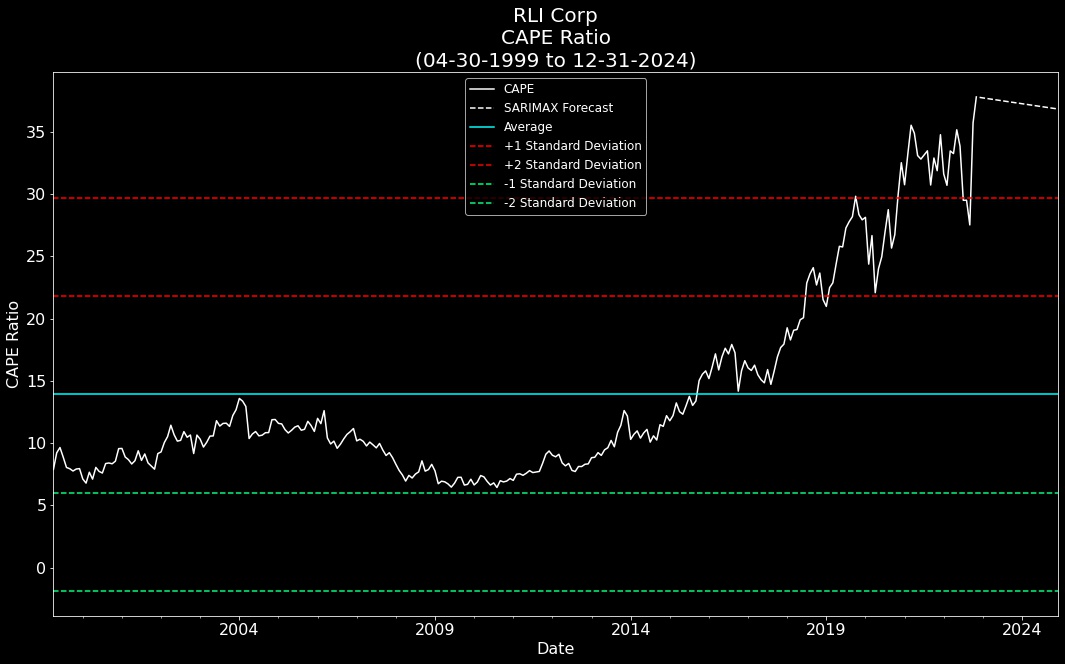 RLI Corp
CAPE Ratio
(04-30-1999 to 12-31-2024)
CAPE
SARIMAX Forecast
Average
+1 Standard Deviation
+2 Standard Deviation
-1 Standard Deviation
-2 Standard Deviation
35
30
25
20
15
10
5
0
CAPE Ratio
2004
2009
2014
2019
2024
Date